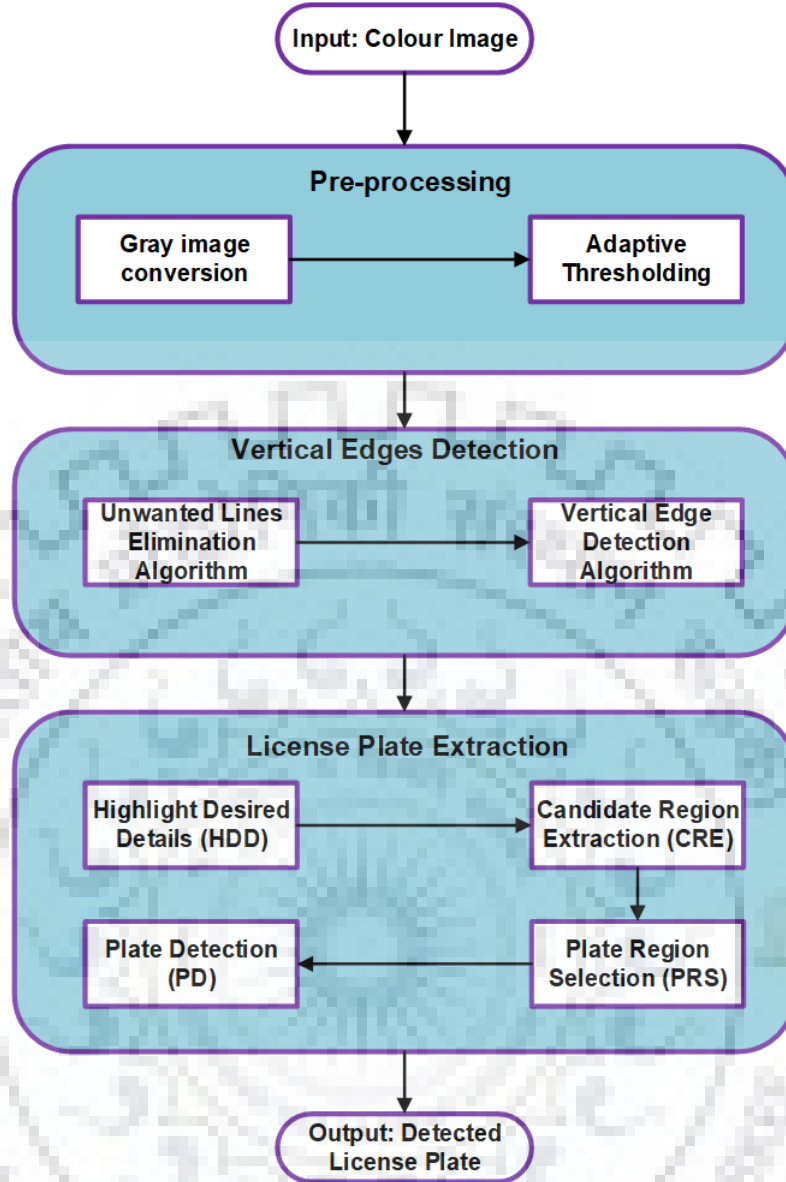 Input: Colour Image
Pre-processing
Gray image
conversion
Adaptive
Thresholding
Vertical Edges Detection
Unwanted Lines
Elimination
Algorithm
Vertical Edge
Detection
Algorithm
License Plate Extraction
Highlight Desired
Details (HDD)
Candidate Region
Extraction (CRE)
Plate Detection
(PD)
Plate Region
Selection (PRS)
Output: Detected
License Plate